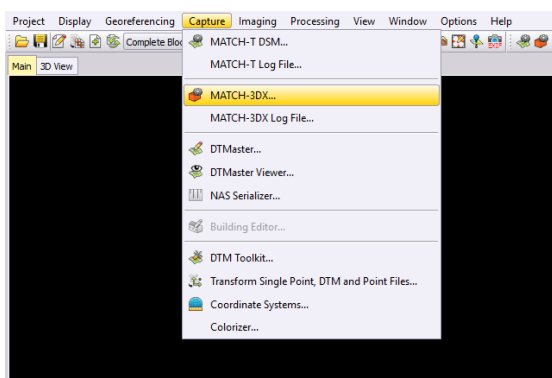 Project Display Georeferencing Capture Imaging Processing View Window Options Help
Complete Bloc
Main 3D View
MATCH-T DSM...
MATCH-T Log File...
MATCH-3DX...
MATCH-3DX Log File...
DTMaster...
DTMaster Viewer...
NAS Serializer...
Building Editor...
DTM Toolkit...
Transform Single Point, DTM and Point Files...
Coordinate Systems...
Colorizer...